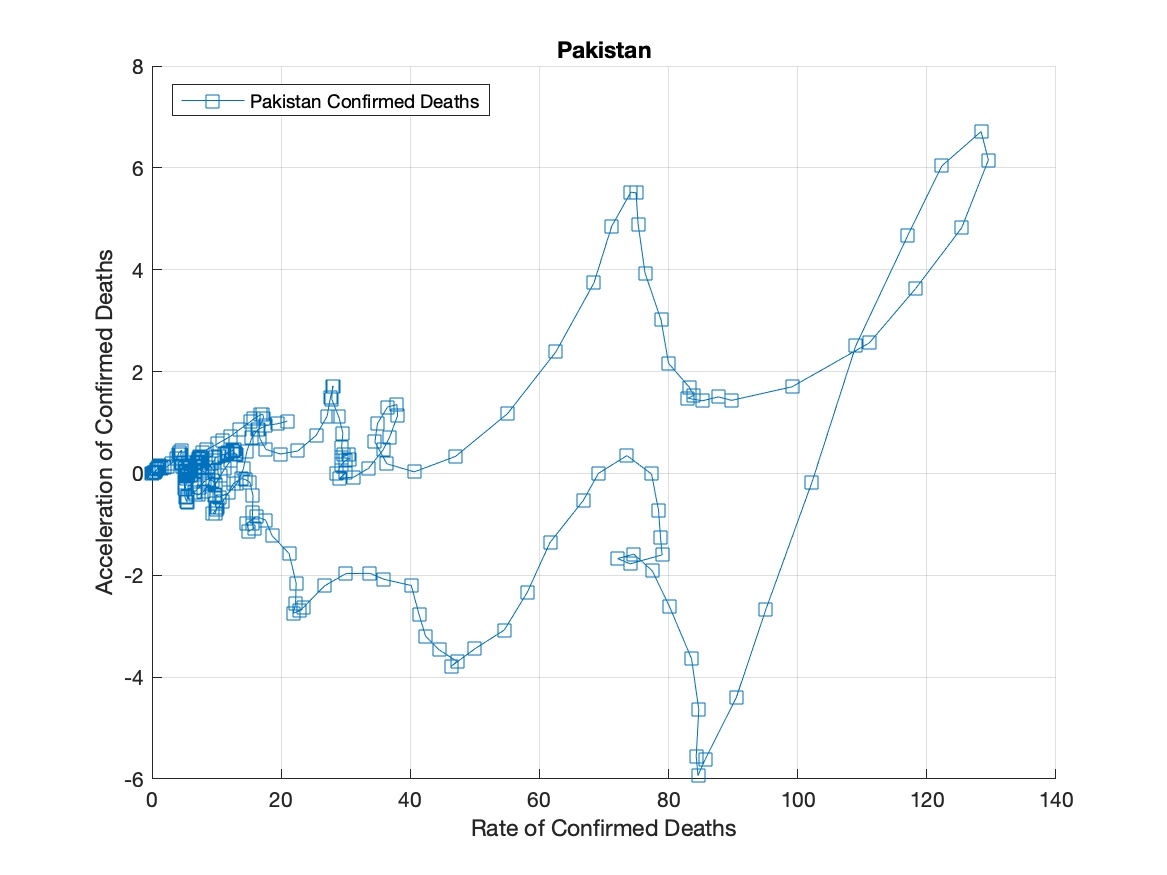 Pakistan
8
Pakistan Confirmed Deaths
6
4
2
0
-2
-4
-6
Acceleration of Confirmed Deaths
0 20 40 60 80 100 120 140
Rate of Confirmed Deaths